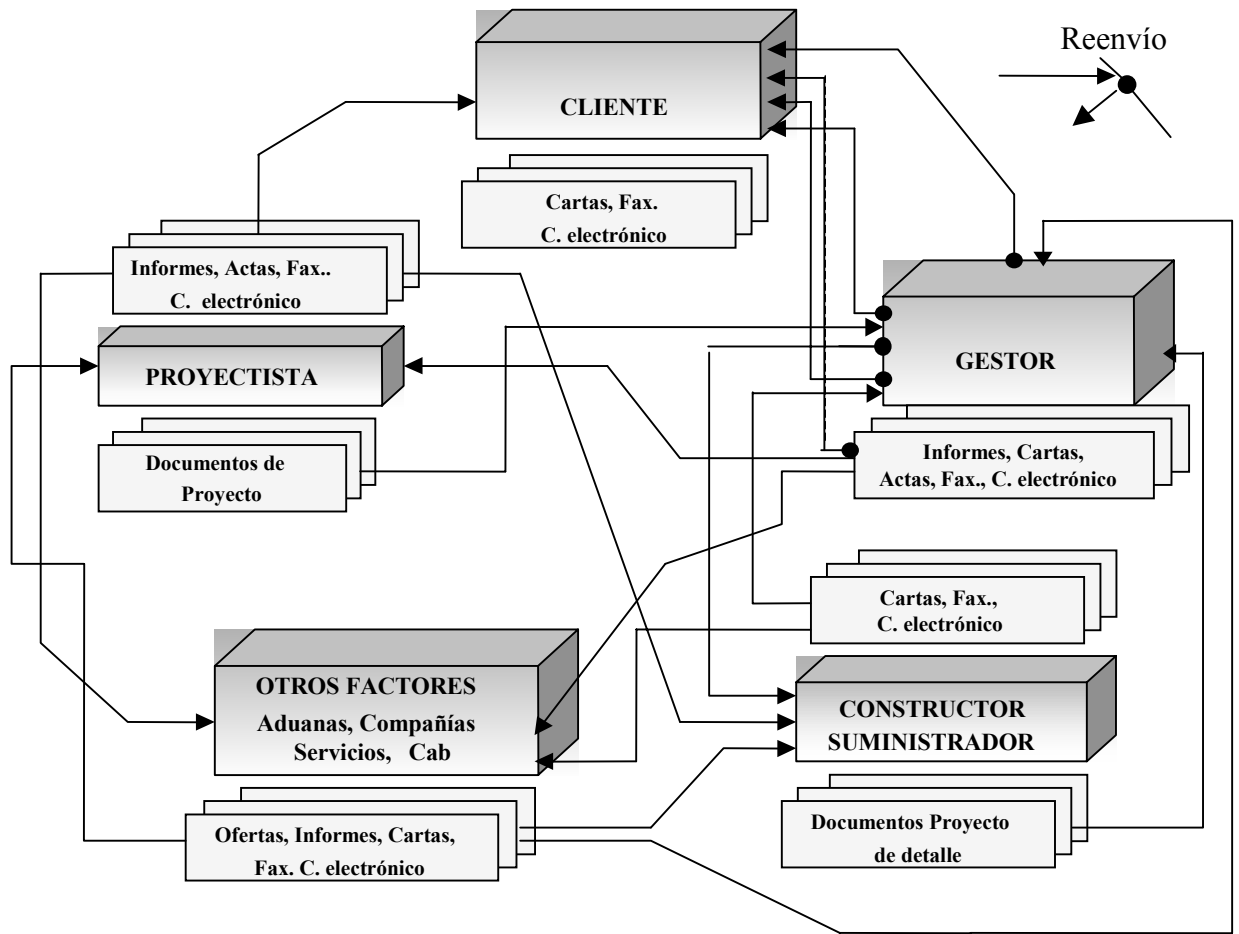 Reenvío
CLIENTE
Cartas, Fax.
C. electrónico
Informes, Actas, Fax..
C. electrónico
PROYECTISTA
GESTOR
Documentos de
Proyecto
Informes, Cartas,
Actas, Fax., C. electrónico
Cartas, Fax.,
C. electrónico
OTROS FACTORES
Aduanas, Compañías
Servicios, Cab
CONSTRUCTOR
SUMINISTRADOR
Ofertas, Informes, Cartas,
Fax. C. electrónico
Documentos Proyecto
de detalle